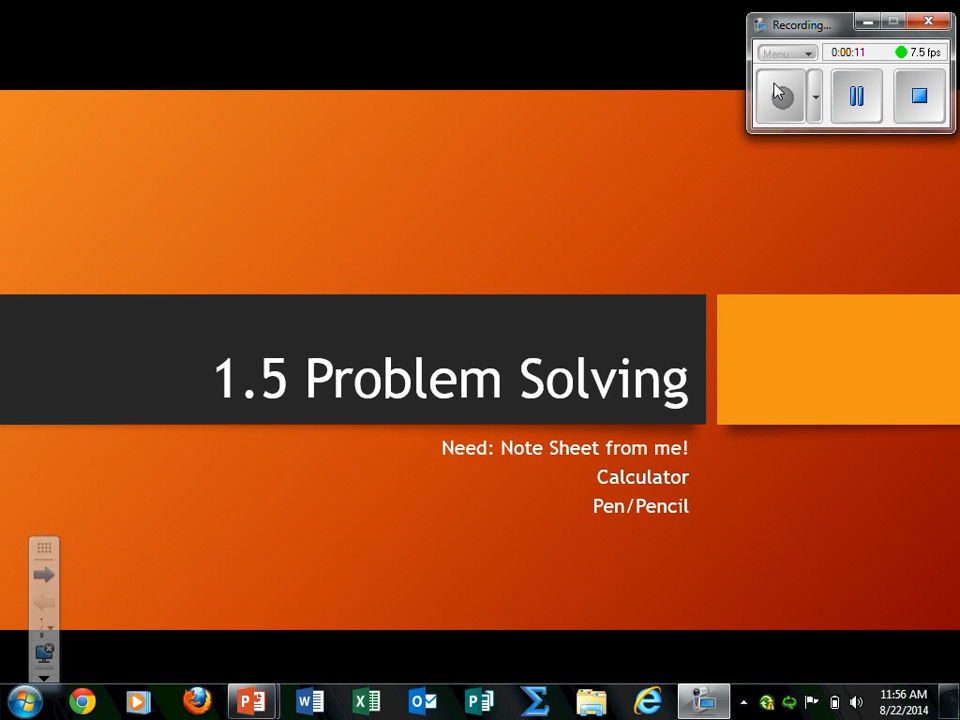 Recording...
Menu
0:00:11
7.5 fps
1.5 Problem Solving
Need: Note Sheet from me!
Calculator
Pen/Pencil
11:56 AM
8/22/2014